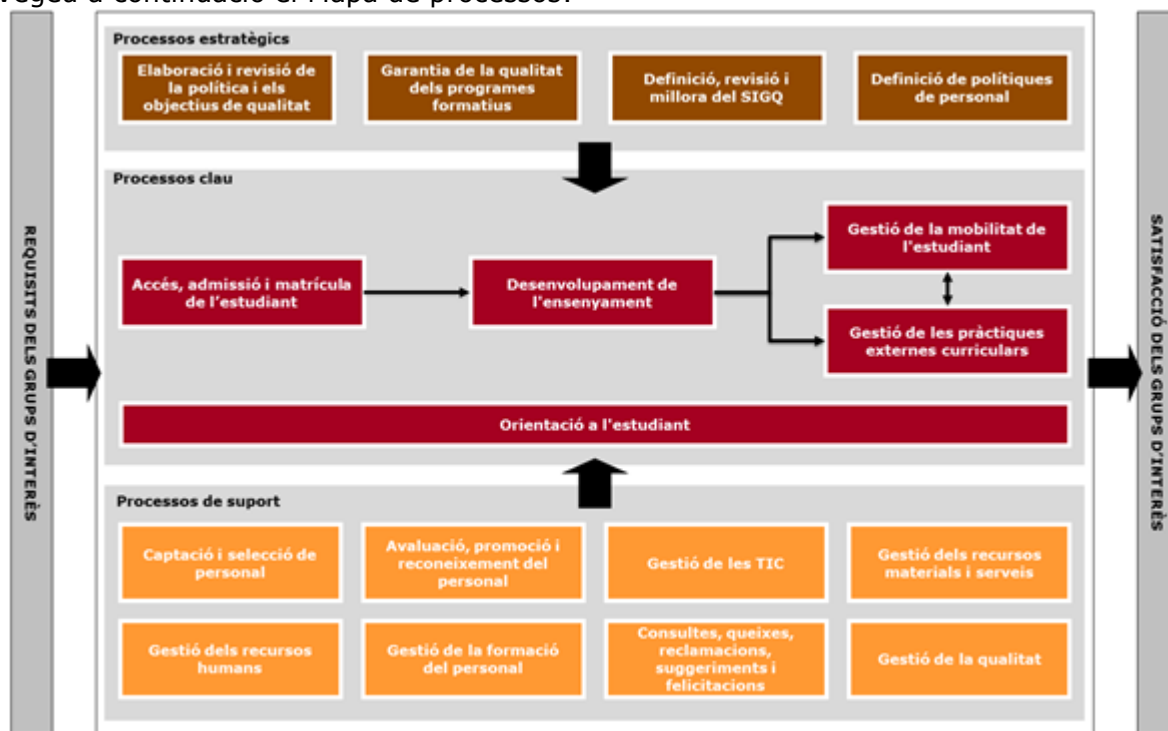 Vegeu a continuació el Mapa de processos:
REQUISITS DELS GRUPS D'INTERÈS
Processos estratègics
Elaboració i revisió de
la política i els
objectius de qualitat
Garantia de la qualitat
dels programes
formatius
Definició, revisió i
millora del SIGQ
Definició de polítiques
de personal
Processos clau
Accés, admissió i matrícula
de l'estudiant
Desenvolupament de
l'ensenyament
Gestió de la mobilitat de
l'estudiant
Gestió de les pràctiques
externes curriculars
Orientació a l'estudiant
Processos de suport
Captació i selecció de
personal
Avaluació, promoció i
reconeixement del
personal
Gestió de les TIC
Gestió dels recursos
materials i serveis
Gestió dels recursos
humans
Gestió de la formació
del personal
Consultes, queixes,
reclamacions,
suggeriments i
felicitacions
Gestió de la qualitat
SATISFACCIÓ DELS GRUPS D'INTERÈS